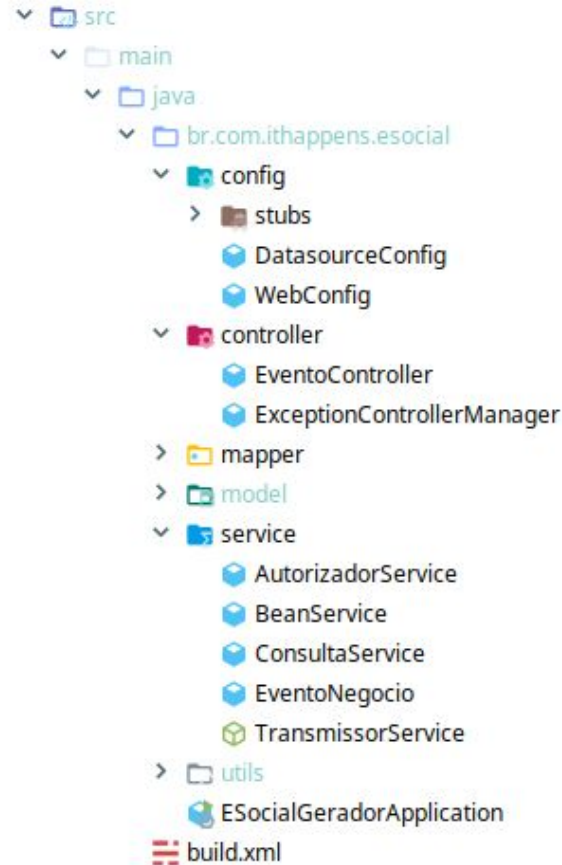 src
main
java
br.com.ithappens.esocial
config
stubs
DatasourceConfig
WebConfig
controller
EventoController
ExceptionControllerManager
mapper
model
service
AutorizadorService
BeanService
ConsultaService
EventoNegocio
TransmissorService
utils
ESocialGeradorApplication
build.xml